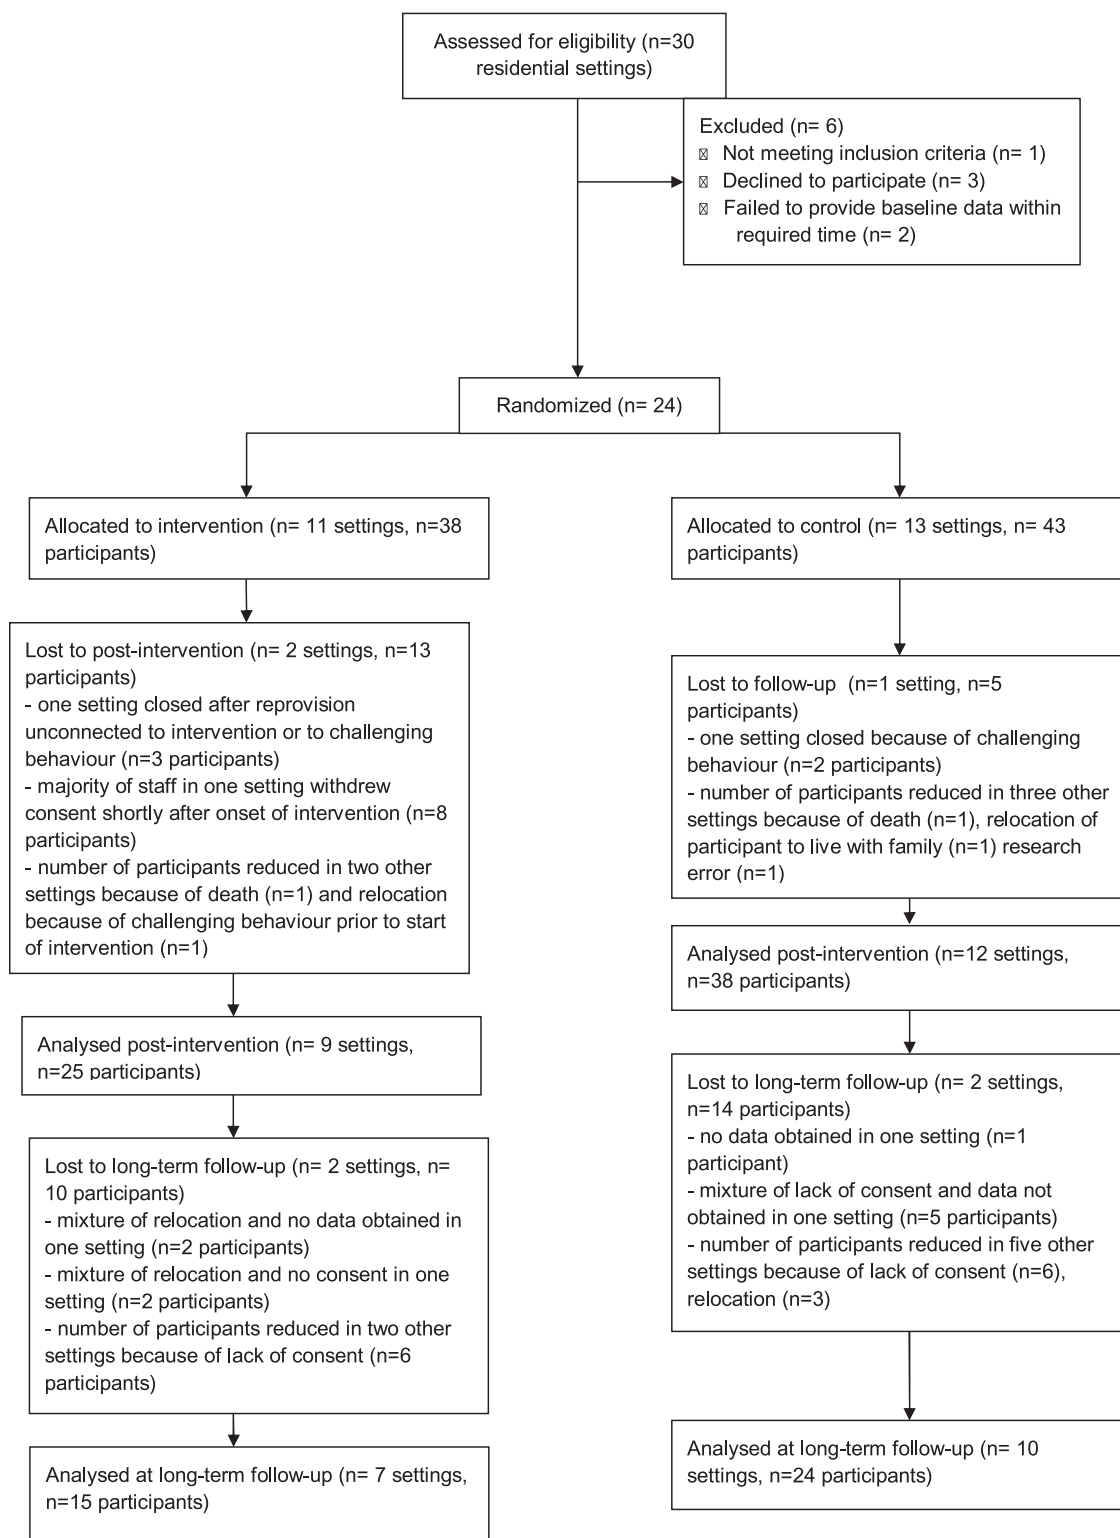 Assessed for eligibility (n=30
residential settings)
Excluded (n= 6)
Not meeting inclusion criteria (n= 1)
Declined to participate (n= 3)
Failed to provide baseline data within
required time (n= 2)
Randomized (n= 24)
Allocated to intervention (n= 11 settings, n=38
participants)
Lost to post-intervention (n= 2 settings, n=13
participants)
- one setting closed after reprovision
unconnected to intervention or to challenging
behaviour (n=3 participants)
- majority of staff in one setting withdrew
consent shortly after onset of intervention (n=8
participants)
- number of participants reduced in two other
settings because of death (n=1) and relocation
because of challenging behaviour prior to start
of intervention (n=1)
Analysed post-intervention (n= 9 settings,
n=25 participants)
Lost to long-term follow-up (n= 2 settings, n=
10 participants)
- mixture of relocation and no data obtained in
one setting (n=2 participants)
- mixture of relocation and no consent in one
setting (n=2 participants)
- number of participants reduced in two other
settings because of lack of consent (n=6
participants)
Analysed at long-term follow-up (n= 7 settings,
n=15 participants)
Allocated to control (n= 13 settings, n= 43
participants)
Lost to follow-up (n=1 setting, n=5
participants)
- one setting closed because of challenging
behaviour (n=2 participants)
- number of participants reduced in three other
settings because of death (n=1), relocation of
participant to live with family (n=1) research
error (n=1)
Analysed post-intervention (n=12 settings,
n=38 participants)
Lost to long-term follow-up (n= 2 settings,
n=14 participants)
- no data obtained in one setting (n=1
participant)
- mixture of lack of consent and data not
obtained in one setting (n=5 participants)
- number of participants reduced in five other
settings because of lack of consent (n=6),
relocation (n=3)
Analysed at long-term follow-up (n= 10
settings, n=24 participants)